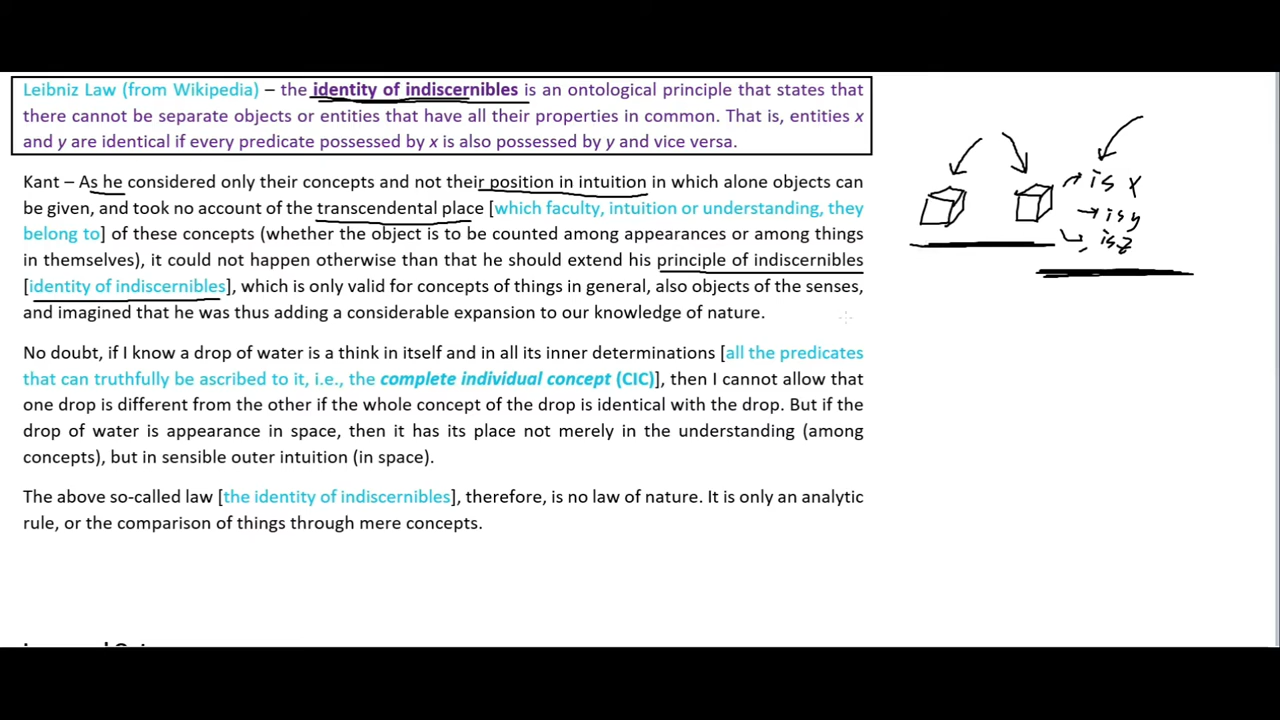 Leibniz Law (from Wikipedia) – the identity of indiscernibles is an ontological principle that states that
there cannot be separate objects or entities that have all their properties in common. That is, entities x
and y are identical if every predicate possessed by x is also possessed by y and vice versa.
Kant – As he considered only their concepts and not their position in intuition in which alone objects can
be given, and took no account of the transcendental place [which faculty, intuition or understanding, they
belong to] of these concepts (whether the object is to be counted among appearances or among things
in themselves), it could not happen otherwise than that he should extend his principle of indiscernibles
[identity of indiscernibles], which is only valid for concepts of things in general, also objects of the senses,
and imagined that he was thus adding a considerable expansion to our knowledge of nature.
No doubt, if I know a drop of water is a think in itself and in all its inner determinations [all the predicates
that can truthfully be ascribed to it, i.e., the complete individual concept (CIC)], then I cannot allow that
one drop is different from the other if the whole concept of the drop is identical with the drop. But if the
drop of water is appearance in space, then it has its place not merely in the understanding (among
concepts), but in sensible outer intuition (in space).
The above so-called law [the identity of indiscernibles], therefore, is no law of nature. It is only an analytic
rule, or the comparison of things through mere concepts.
is x
is y
is z